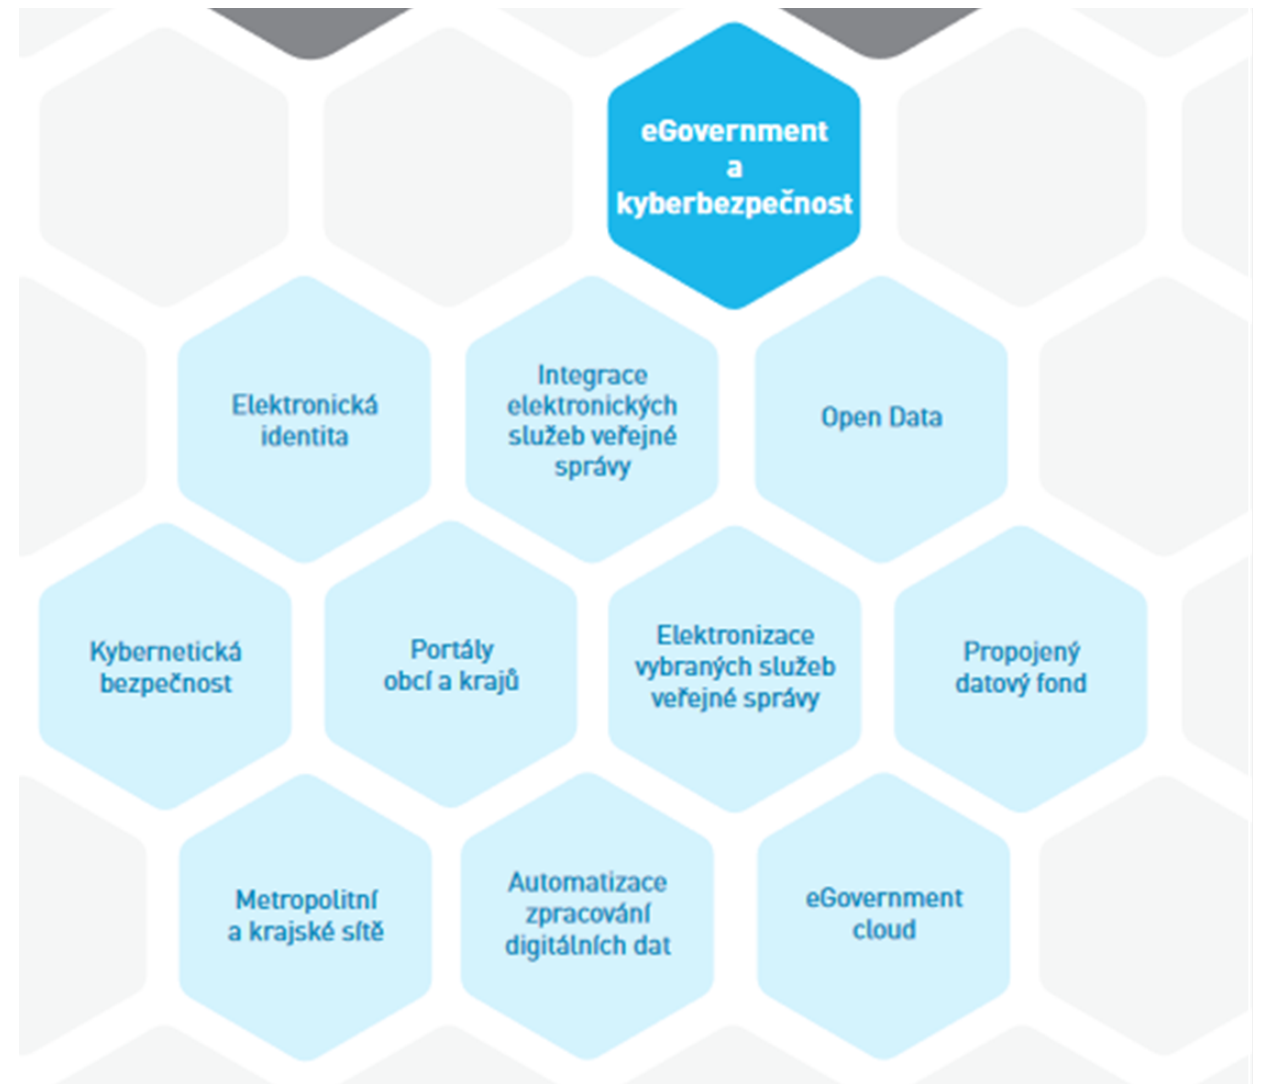 eGovernment
a
kyberbezpečnost
Elektronická
identita
Integrace
elektronických
služeb veřejné
správy
Open Data
Kybernetická
bezpečnost
Portály
obcí a krajů
Elektronizace
vybraných služeb
veřejné správy
Propojený
datový fond
Metropolitní
a krajské sítě
Automatizace
zpracování
digitálních dat
eGovernment
cloud